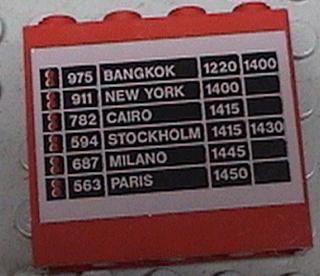 975 BANGKOK 1220 1400
911 NEW YORK 1400
782 CAIRO 1415
594 STOCKHOLM 1415 1430
687 MILANO 1445
563 PARIS 1450